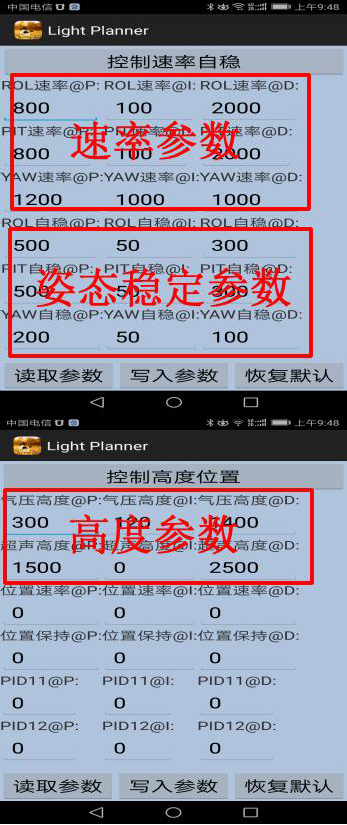 中国电信 上午9:48
Light Planner
控制速率自稳
ROL速率@P: ROL速率@I: ROL速率@D:
800 100 2000
PIT速率@P: PIT速率@I: PIT速率@D:
速率参数
800 100 2000
YAW速率@P: YAW速率@I: YAW速率@D:
1200 1000 1000
ROL自稳@P: ROL自稳@I: ROL自稳@D:
500 50 300
PIT自稳@P: PIT自稳@I: PIT自稳@D:
姿态稳定参数
500 50 300
YAW自稳@P: YAW自稳@I: YAW自稳@D:
200 50 100
读取参数 写入参数 恢复默认
中国电信 上午9:48
Light Planner
控制高度位置
气压高度@P: 气压高度@I: 气压高度@D:
300 120
高度参数
超声高度@P: 超声高度@I: 超声高度@D:
1500 0 2500
位置速率@P: 位置速率@I: 位置速率@D:
0 0 0
位置保持@P: 位置保持@I: 位置保持@D:
0 0 0
PID11@P: PID11@I: PID11@D:
0 0 0
PID12@P: PID12@I: PID12@D:
0 0 0
读取参数 写入参数 恢复默认